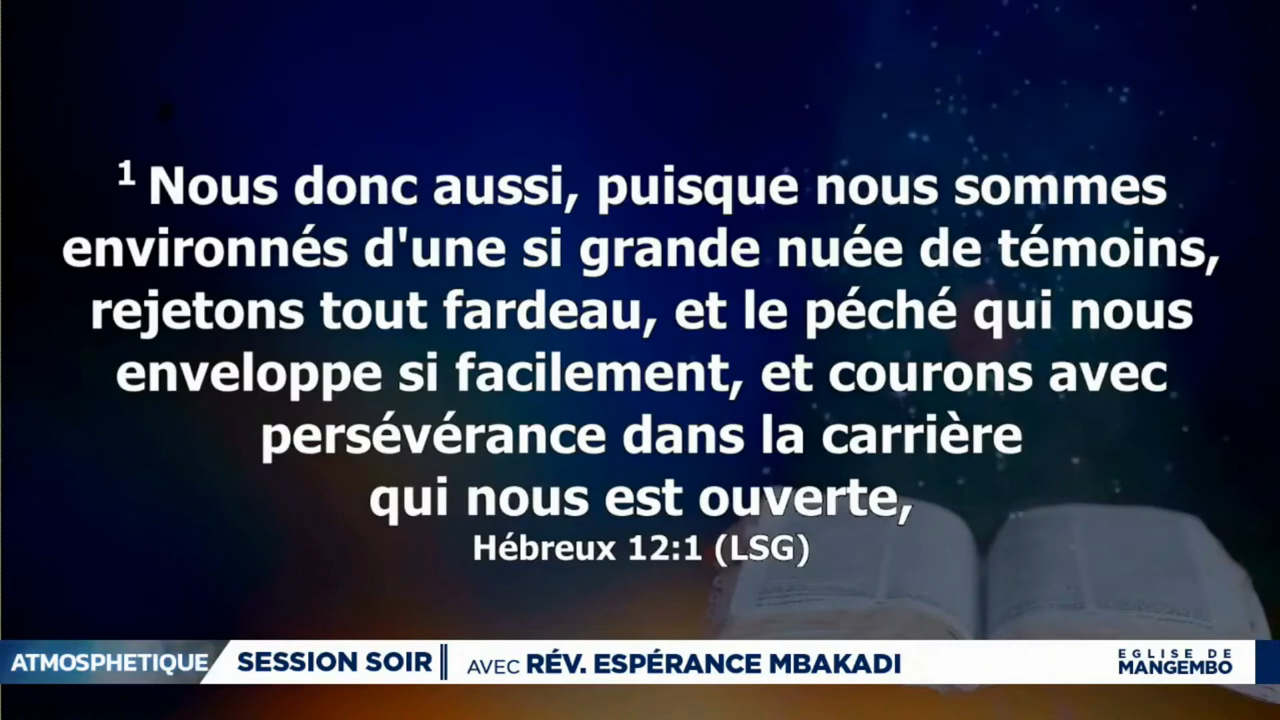 1 Nous donc aussi, puisque nous sommes
environnés d'une si grande nuée de témoins,
rejetons tout fardeau, et le péché qui nous
enveloppe si facilement, et courons avec
persévérance dans la carrière
qui nous est ouverte,
Hébreux 12:1 (LSG)
ATMOSPHETIQUE SESSION SOIR AVEC RÉV. ESPÉRANCE MBAKADI
EGLISE DE
MANGEMBO